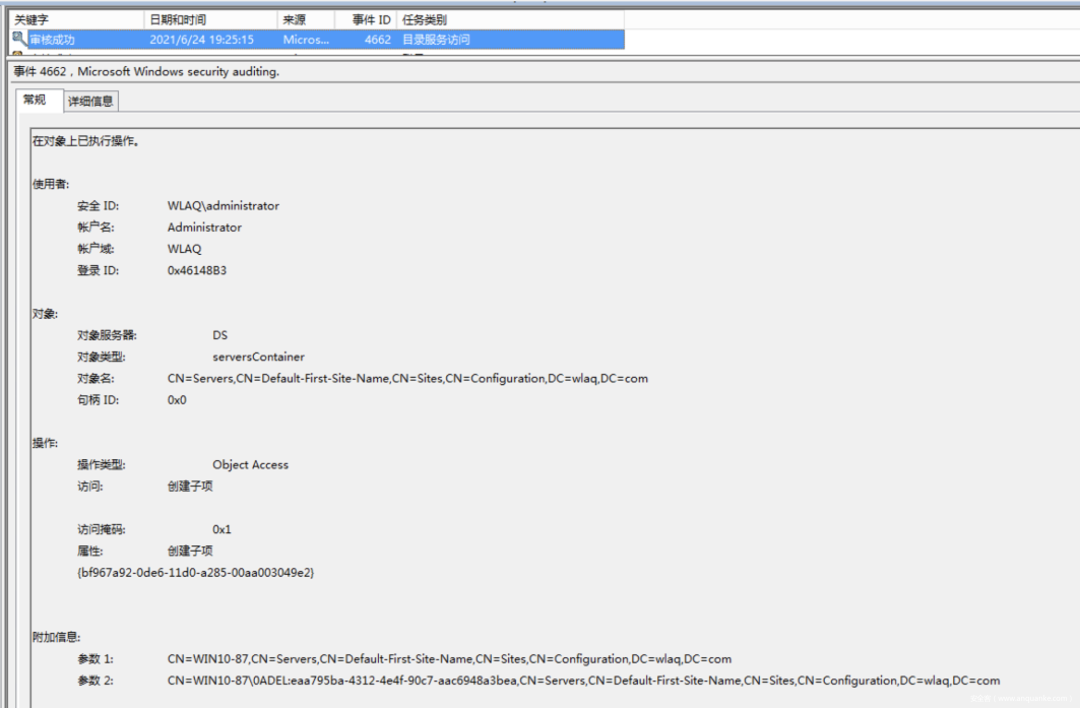 关键字 日期和时间 来源 事件 ID 任务类别
审核成功 2021/6/24 19:25:15 Micros... 4662 目录服务访问
事件 4662，Microsoft Windows security auditing.
常规 详细信息
在对象上已执行操作。
使用者:
安全 ID: WLAQ\administrator
帐户名: Administrator
帐户域: WLAQ
登录 ID: 0x46148B3
对象:
对象服务器: DS
对象类型: serversContainer
对象名: CN=Servers,CN=Default-First-Site-Name,CN=Sites,CN=Configuration,DC=wlaq,DC=com
句柄 ID: 0x0
操作:
操作类型: Object Access
访问: 创建子项
访问掩码: 0x1
属性: 创建子项
{bf967a92-0de6-11d0-a285-00aa003049e2}
附加信息:
参数 1: CN=WIN10-87,CN=Servers,CN=Default-First-Site-Name,CN=Sites,CN=Configuration,DC=wlaq,DC=com
参数 2: CN=WIN10-87\0ADEL:eaa795ba-4312-4e4f-90c7-aac6948a3bea,CN=Servers,CN=Default-First-Site-Name,CN=Sites,CN=Configuration,DC=wlaq,DC=com